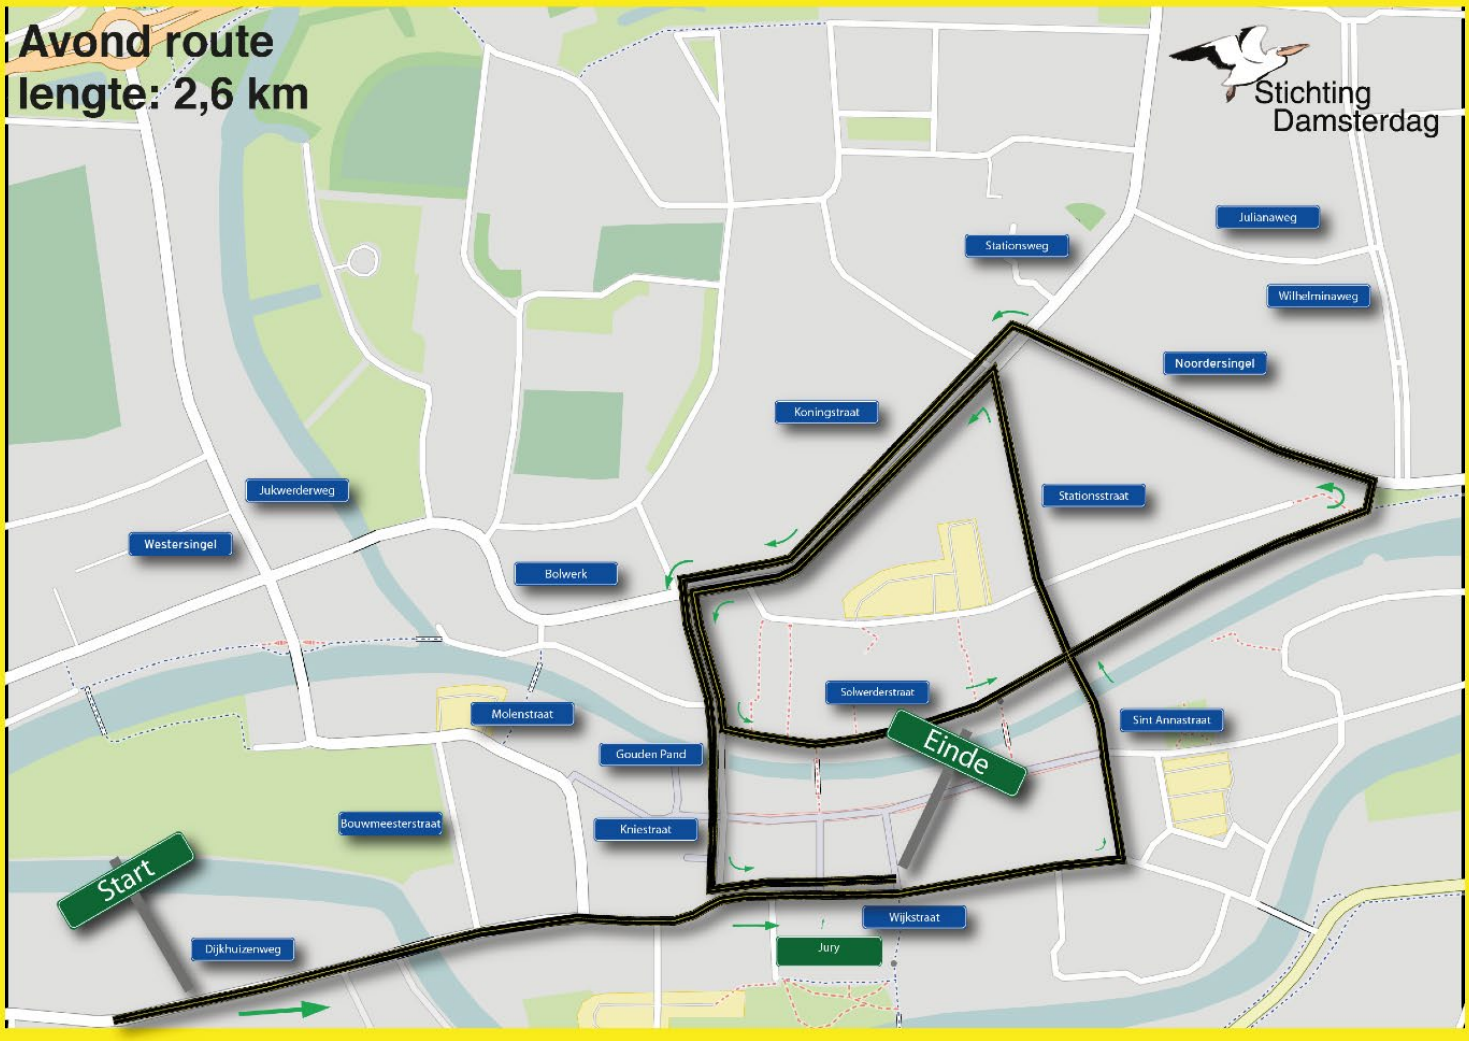 Avond route
lengte: 2,6 km
Stichting
Damsterdag
Julianaweg
Stationsweg
Wilhelminaweg
Noordersingel
Koningstraat
Jukwerderweg
Stationsstraat
Westersingel
Bolwerk
Solwerderstraat
Molenstraat
Sint Annastraat
Gouden Pand
Einde
Bouwmeesterstraat
Kniestraat
Start
Wijkstraat
Dijkhuizenweg
Jury